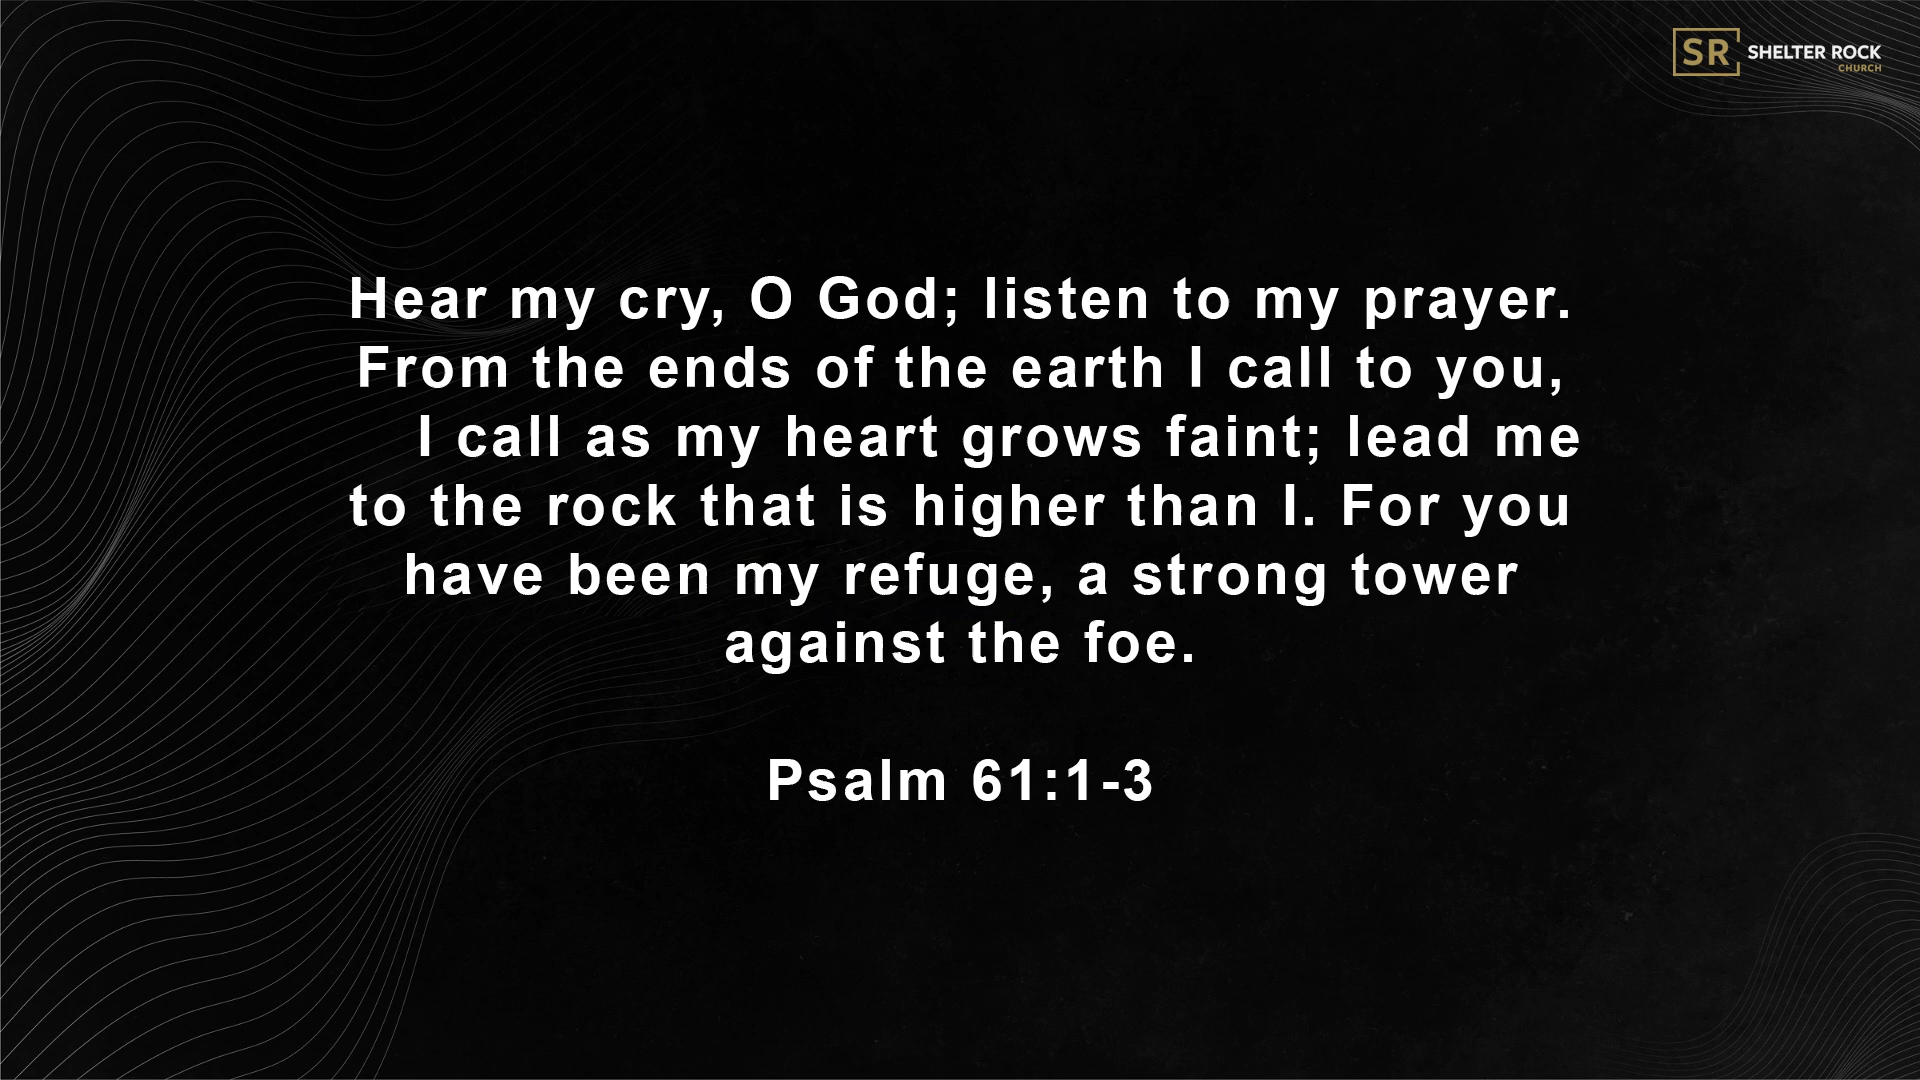 SR SHELTER ROCK
CHURCH
Hear my cry, O God; listen to my prayer.
From the ends of the earth I call to you,
I call as my heart grows faint; lead me
to the rock that is higher than I. For you
have been my refuge, a strong tower
against the foe.
Psalm 61:1-3